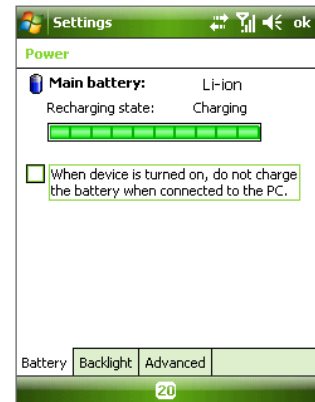 Settings ok
Power
Main battery: Li-ion
Recharging state: Charging
When device is turned on, do not charge
the battery when connected to the PC.
Battery Backlight Advanced
20